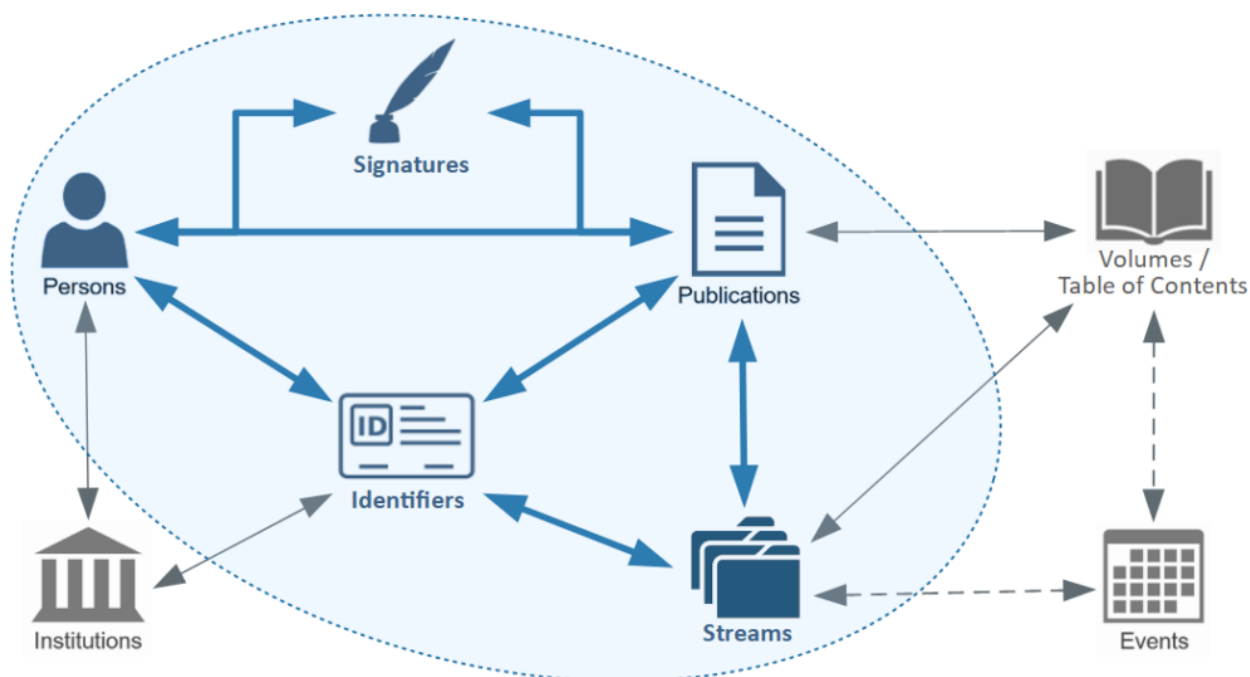 Signatures
Persons
Publications
Volumes /
Table of Contents
ID
Identifiers
Institutions
Streams
Events